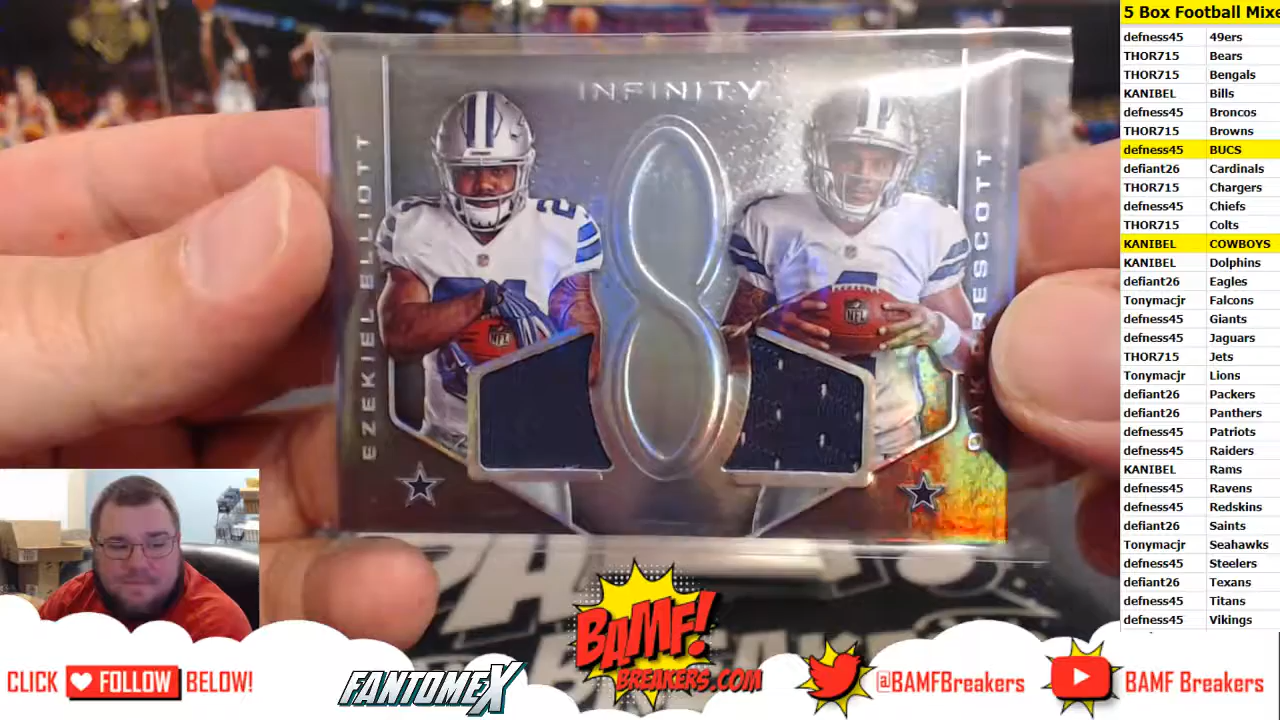 INFINITY
EZEKIEL ELLIOTT
RESCOTT
NFL
NFL
5 Box Football Mixe
defness45 49ers
THOR715 Bears
THOR715 Bengals
KANIBEL Bills
defness45 Broncos
THOR715 Browns
defness45 BUCS
defiant26 Cardinals
THOR715 Chargers
defness45 Chiefs
THOR715 Colts
KANIBEL COWBOYS
KANIBEL Dolphins
defiant26 Eagles
Tonymacjr Falcons
defness45 Giants
defness45 Jaguars
THOR715 Jets
Tonymacjr Lions
defiant26 Packers
defiant26 Panthers
defness45 Patriots
defness45 Raiders
KANIBEL Rams
defness45 Ravens
defness45 Redskins
defiant26 Saints
Tonymacjr Seahawks
defness45 Steelers
defiant26 Texans
defness45 Titans
defness45 Vikings
CLICK FOLLOW BELOW!
FANTOMEX
BAMF!
BREAKERS.COM
@BAMFBreakers
BAMF Breakers